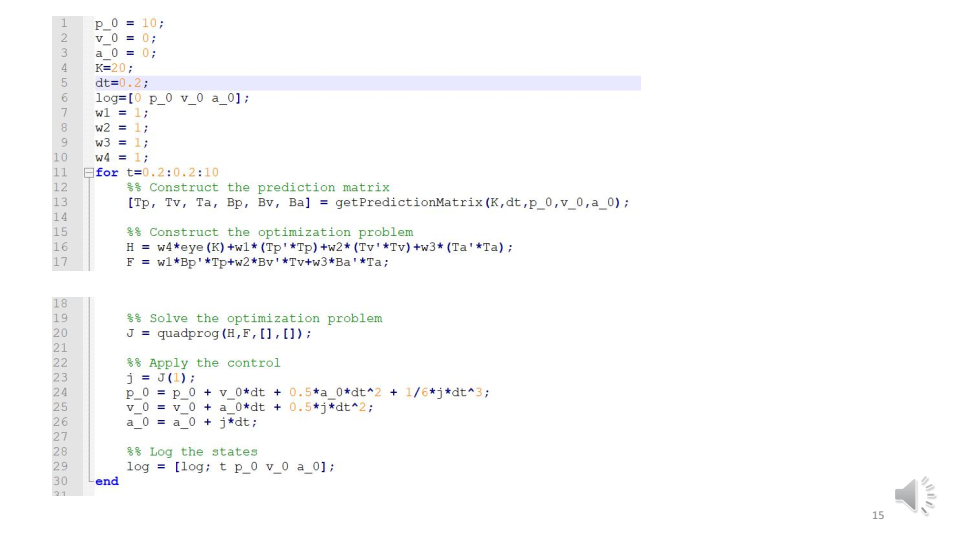 1 p_0 = 10;
2 v_0 = 0;
3 a_0 = 0;
4 K=20;
5 dt=0.2;
6 log=[0 p_0 v_0 a_0];
7 w1 = 1;
8 w2 = 1;
9 w3 = 1;
10 w4 = 1;
11 for t=0.2:0.2:10
12 %% Construct the prediction matrix
13 [Tp, Tv, Ta, Bp, Bv, Ba] = getPredictionMatrix(K,dt,p_0,v_0,a_0);
14
15 %% Construct the optimization problem
16 H = w4*eye(K)+w1*(Tp'*Tp)+w2*(Tv'*Tv)+w3*(Ta'*Ta);
17 F = w1*Bp'*Tp+w2*Bv'*Tv+w3*Ba'*Ta;
18
19 %% Solve the optimization problem
20 J = quadprog(H,F,[],[]);
21
22 %% Apply the control
23 j = J(1);
24 p_0 = p_0 + v_0*dt + 0.5*a_0*dt^2 + 1/6*j*dt^3;
25 v_0 = v_0 + a_0*dt + 0.5*j*dt^2;
26 a_0 = a_0 + j*dt;
27
28 %% Log the states
29 log = [log; t p_0 v_0 a_0];
30 end
31
15